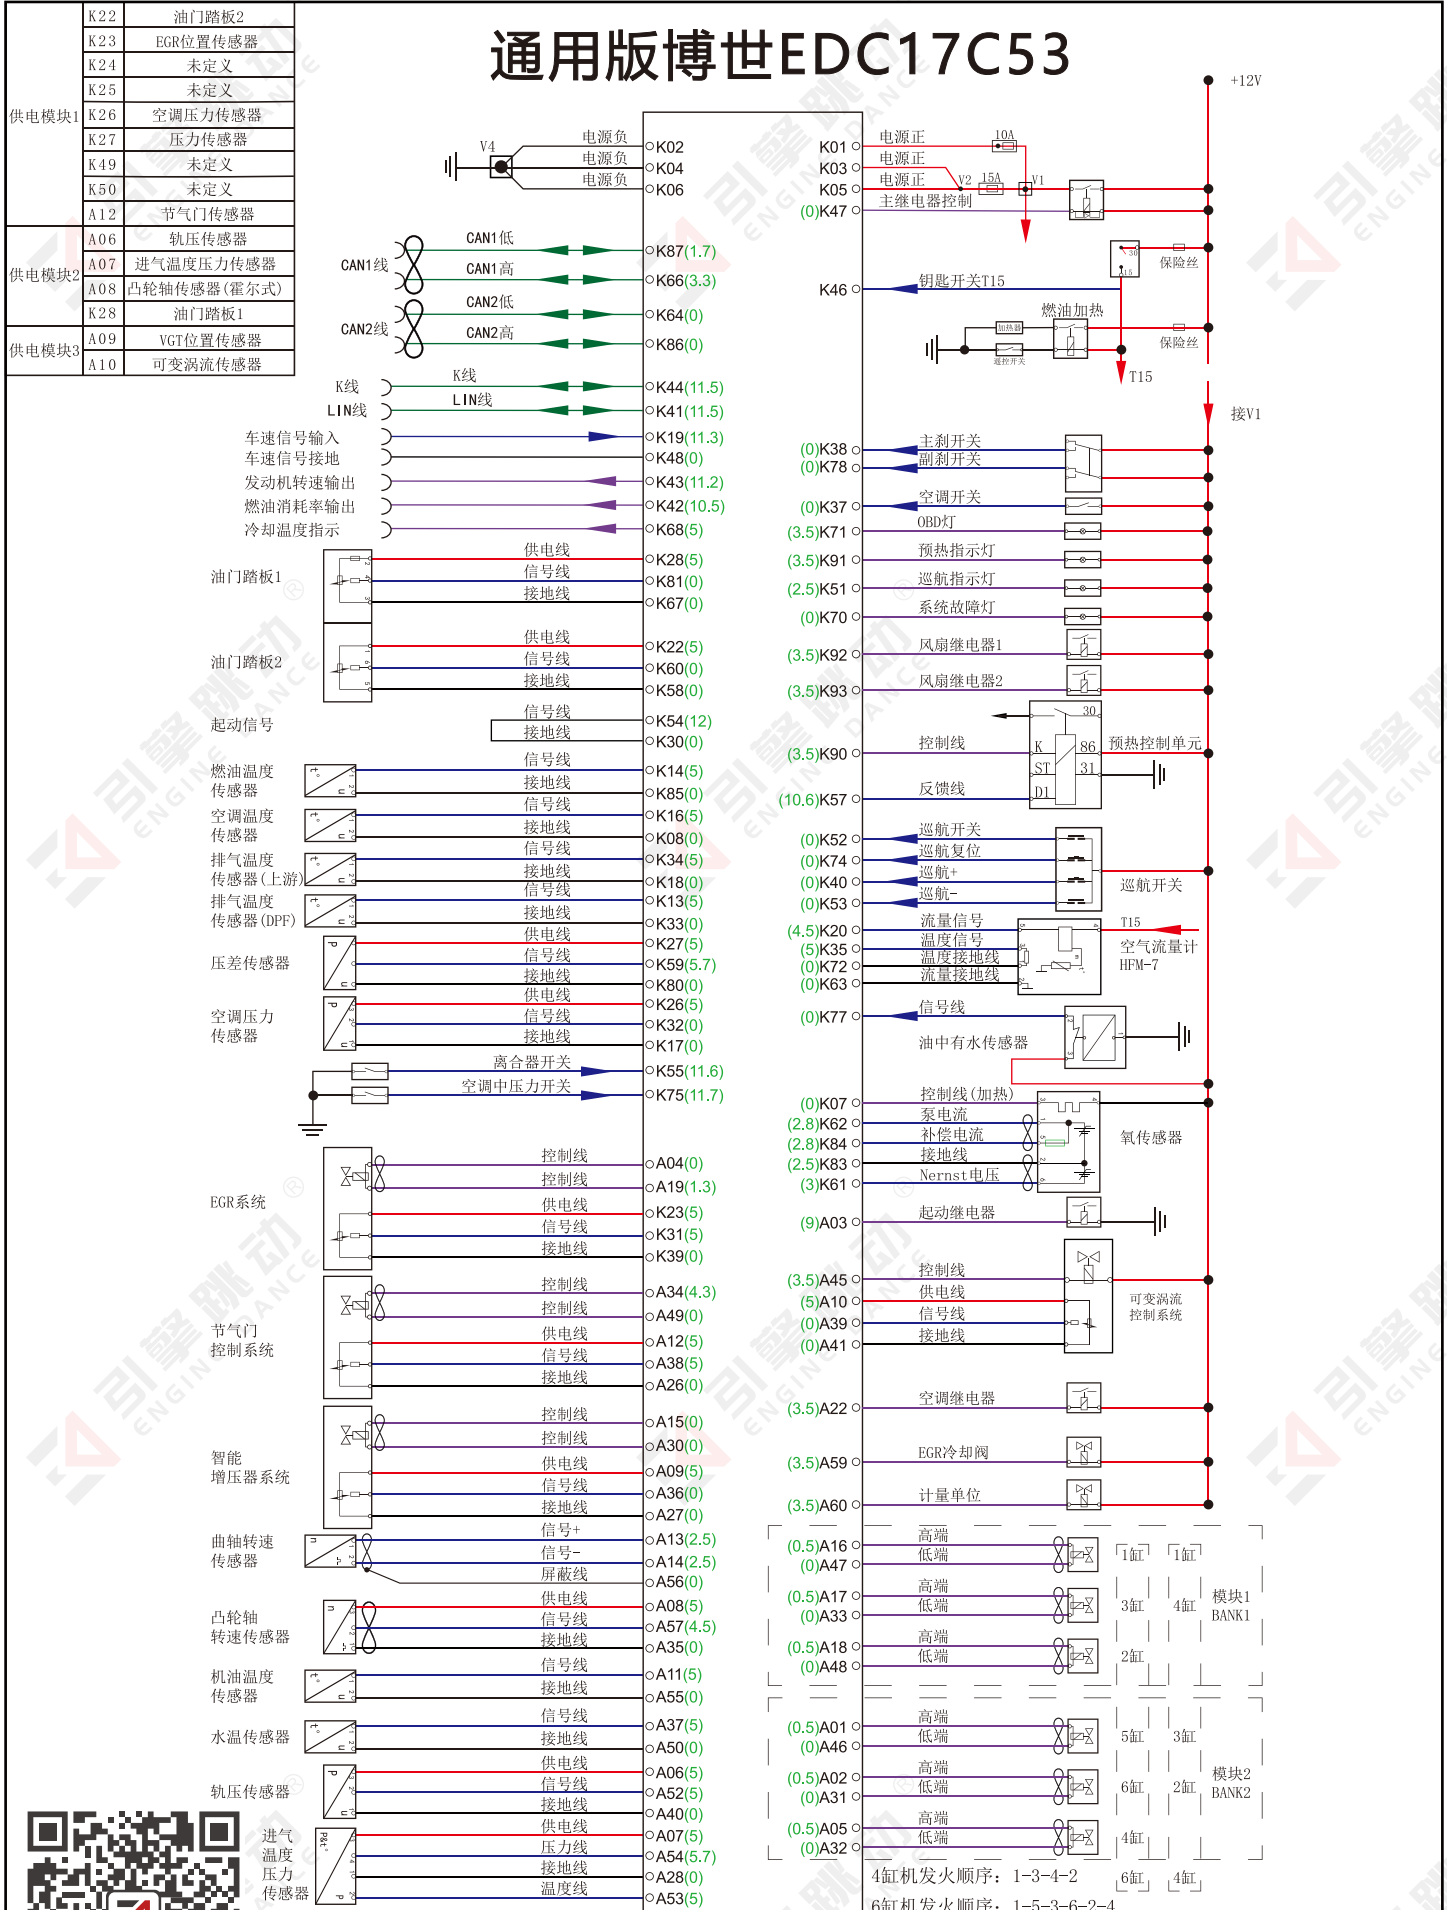 通用版博世EDC17C53
供电模块1
K22 油门踏板2
K23 EGR位置传感器
K24 未定义
K25 未定义
K26 空调压力传感器
K27 压力传感器
K49 未定义
K50 未定义
A12 节气门传感器
供电模块2
A06 轨压传感器
A07 进气温度压力传感器
A08 凸轮轴传感器(霍尔式)
K28 油门踏板1
供电模块3
A09 VGT位置传感器
A10 可变涡流传感器
V4
电源负 K02
电源负 K04
电源负 K06
CAN1线
CAN1低 K87(1.7)
CAN1高 K66(3.3)
CAN2线
CAN2低 K64(0)
CAN2高 K86(0)
K线 K线 K44(11.5)
LIN线 LIN线 K41(11.5)
车速信号输入 K19(11.3)
车速信号接地 K48(0)
发动机转速输出 K43(11.2)
燃油消耗率输出 K42(10.5)
冷却温度指示 K68(5)
油门踏板1
供电线 K28(5)
信号线 K81(0)
接地线 K67(0)
油门踏板2
供电线 K22(5)
信号线 K60(0)
接地线 K58(0)
起动信号
信号线 K54(12)
接地线 K30(0)
燃油温度
传感器
信号线 K14(5)
接地线 K85(0)
空调温度
传感器
信号线 K16(5)
接地线 K08(0)
排气温度
传感器(上游)
信号线 K34(5)
接地线 K18(0)
排气温度
传感器(DPF)
信号线 K13(5)
接地线 K33(0)
压差传感器
供电线 K27(5)
信号线 K59(5.7)
接地线 K80(0)
空调压力
传感器
供电线 K26(5)
信号线 K32(0)
接地线 K17(0)
离合器开关 K55(11.6)
空调中压力开关 K75(11.7)
EGR系统
控制线 A04(0)
控制线 A19(1.3)
供电线 K23(5)
信号线 K31(5)
接地线 K39(0)
节气门
控制系统
控制线 A34(4.3)
控制线 A49(0)
供电线 A12(5)
信号线 A38(5)
接地线 A26(0)
智能
增压器系统
控制线 A15(0)
控制线 A30(0)
供电线 A09(5)
信号线 A36(0)
接地线 A27(0)
曲轴转速
传感器
信号+ A13(2.5)
信号- A14(2.5)
屏蔽线 A56(0)
凸轮轴
转速传感器
供电线 A08(5)
信号线 A57(4.5)
接地线 A35(0)
机油温度
传感器
信号线 A11(5)
接地线 A55(0)
水温传感器
信号线 A37(5)
接地线 A50(0)
轨压传感器
供电线 A06(5)
信号线 A52(5)
接地线 A40(0)
进气
温度
压力
传感器
供电线 A07(5)
压力线 A54(5.7)
接地线 A28(0)
温度线 A53(5)
+12V
K01 电源正 10A
K03 电源正
K05 电源正 V2 15A V1
(0)K47 主继电器控制
30
15
保险丝
K46 钥匙开关T15
燃油加热
加热器
遥控开关
保险丝
T15
接V1
(0)K38 主刹开关
(0)K78 副刹开关
(0)K37 空调开关
(3.5)K71 OBD灯
(3.5)K91 预热指示灯
(2.5)K51 巡航指示灯
(0)K70 系统故障灯
(3.5)K92 风扇继电器1
(3.5)K93 风扇继电器2
(3.5)K90 控制线
(10.6)K57 反馈线
30
K 86
ST 31
D1
预热控制单元
(0)K52 巡航开关
(0)K74 巡航复位
(0)K40 巡航+
(0)K53 巡航-
巡航开关
(4.5)K20 流量信号
(5)K35 温度信号
(0)K72 温度接地线
(0)K63 流量接地线
T15
空气流量计
HFM-7
(0)K77 信号线
油中有水传感器
(0)K07 控制线(加热)
(2.8)K62 泵电流
(2.8)K84 补偿电流
(2.5)K83 接地线
(3)K61 Nernst电压
氧传感器
(9)A03 起动继电器
(3.5)A45 控制线
(5)A10 供电线
(0)A39 信号线
(0)A41 接地线
可变涡流
控制系统
(3.5)A22 空调继电器
(3.5)A59 EGR冷却阀
(3.5)A60 计量单位
(0.5)A16 高端
(0)A47 低端
1缸 1缸
(0.5)A17 高端
(0)A33 低端
3缸 4缸
模块1
BANK1
(0.5)A18 高端
(0)A48 低端
2缸
(0.5)A01 高端
(0)A46 低端
5缸 3缸
(0.5)A02 高端
(0)A31 低端
6缸 2缸
模块2
BANK2
(0.5)A05 高端
(0)A32 低端
4缸
6缸 4缸
4缸机发火顺序：1-3-4-2
6缸机发火顺序：1-5-3-6-2-4
引擎跳动
ENGINE DANCE